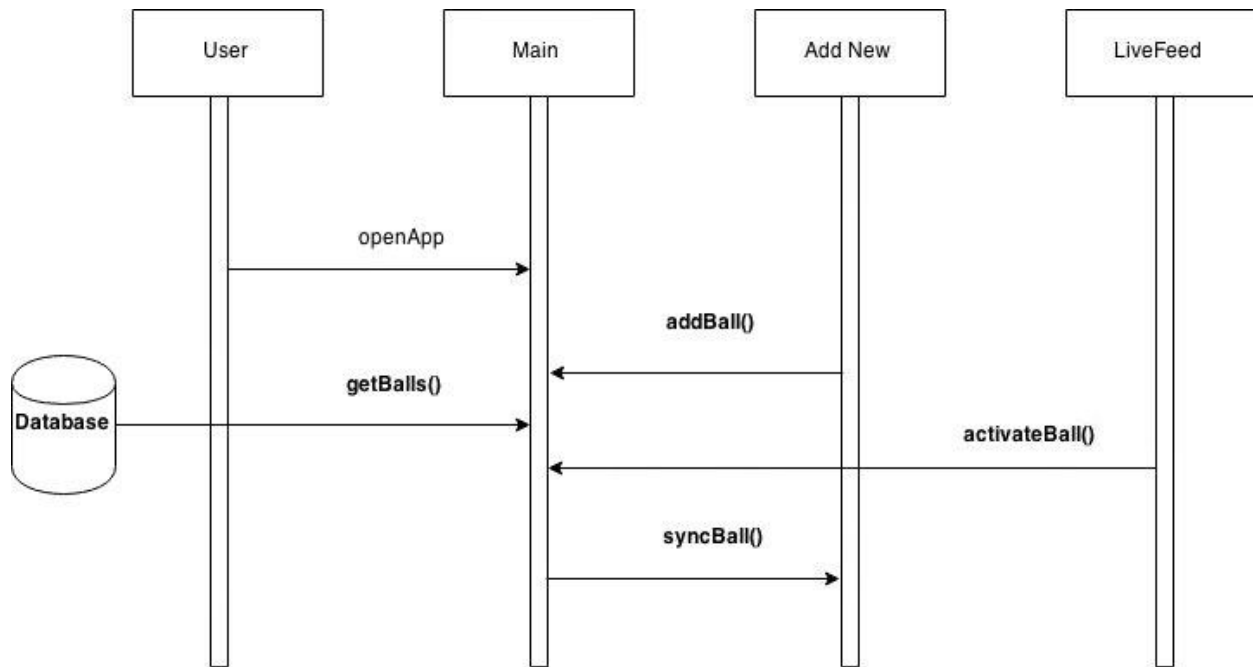 User
Main
Add New
LiveFeed
openApp
addBall()
getBalls()
Database
activateBall()
syncBall()